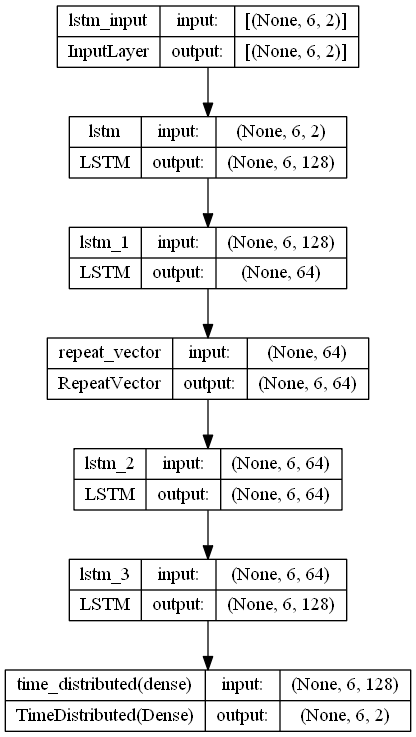 lstm_input input: [(None, 6, 2)]
InputLayer output: [(None, 6, 2)]
lstm input: (None, 6, 2)
LSTM output: (None, 6, 128)
lstm_1 input: (None, 6, 128)
LSTM output: (None, 64)
repeat_vector input: (None, 64)
RepeatVector output: (None, 6, 64)
lstm_2 input: (None, 6, 64)
LSTM output: (None, 6, 64)
lstm_3 input: (None, 6, 64)
LSTM output: (None, 6, 128)
time_distributed(dense) input: (None, 6, 128)
TimeDistributed(Dense) output: (None, 6, 2)